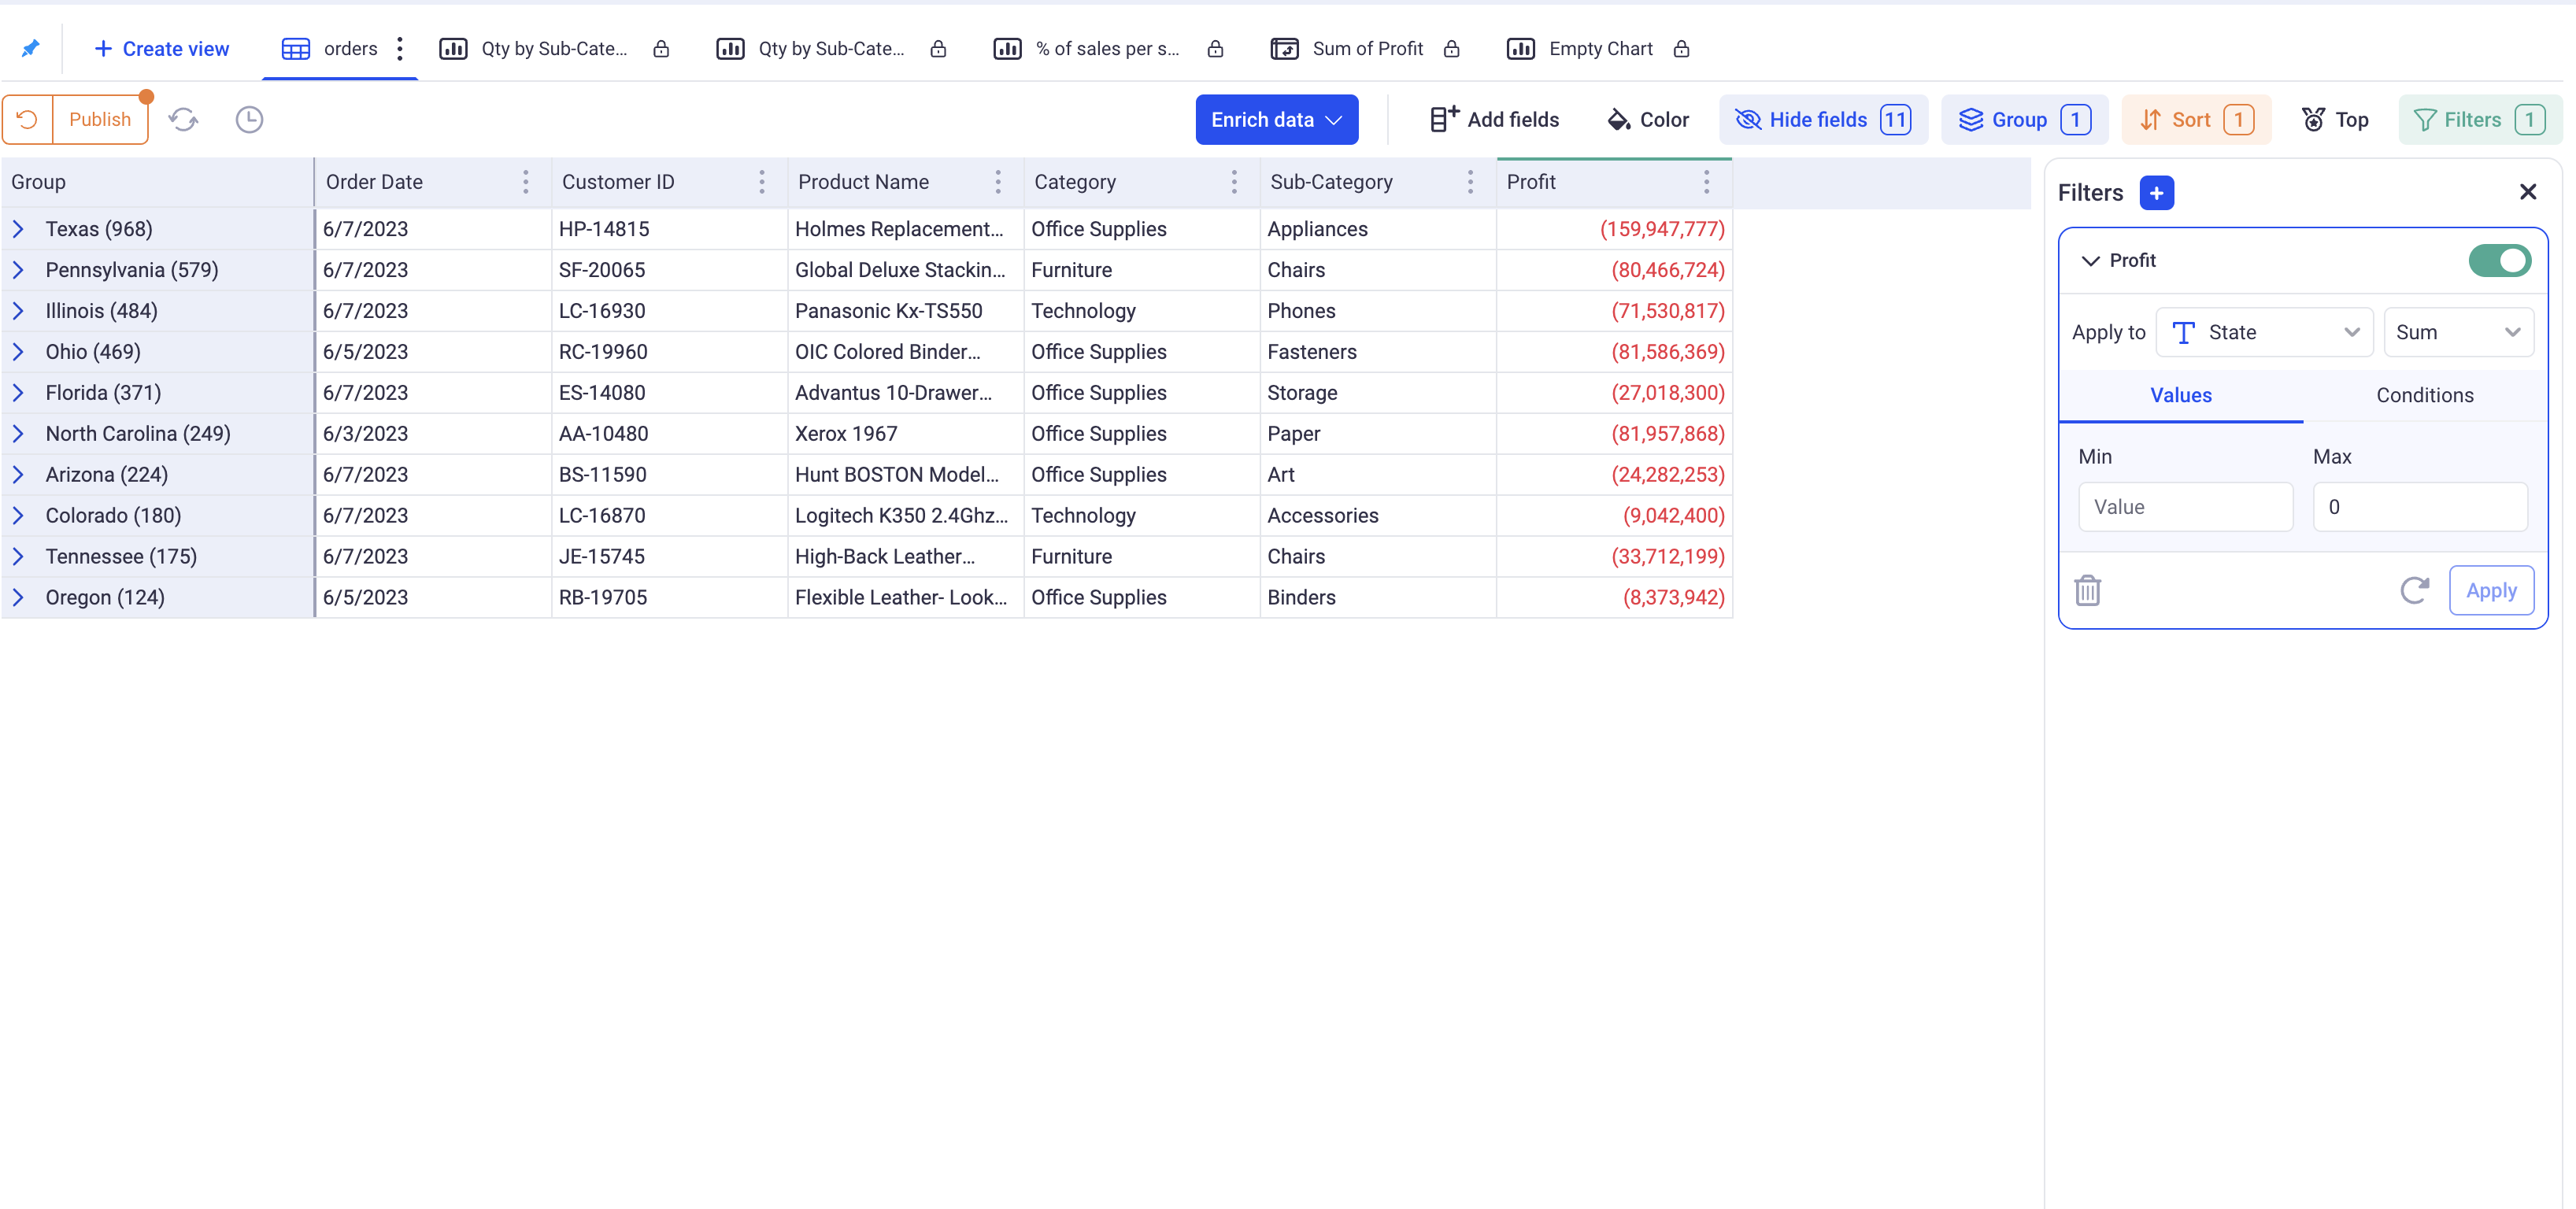 Create view
orders
Qty by Sub-Cate...
Qty by Sub-Cate...
% of sales per s...
Sum of Profit
Empty Chart
Publish
Enrich data
Add fields
Color
Hide fields 11
Group 1
Sort 1
Top
Filters 1
Group Order Date Customer ID Product Name Category Sub-Category Profit
Texas (968) 6/7/2023 HP-14815 Holmes Replacement... Office Supplies Appliances (159,947,777)
Pennsylvania (579) 6/7/2023 SF-20065 Global Deluxe Stackin... Furniture Chairs (80,466,724)
Illinois (484) 6/7/2023 LC-16930 Panasonic Kx-TS550 Technology Phones (71,530,817)
Ohio (469) 6/5/2023 RC-19960 OIC Colored Binder... Office Supplies Fasteners (81,586,369)
Florida (371) 6/7/2023 ES-14080 Advantus 10-Drawer... Office Supplies Storage (27,018,300)
North Carolina (249) 6/3/2023 AA-10480 Xerox 1967 Office Supplies Paper (81,957,868)
Arizona (224) 6/7/2023 BS-11590 Hunt BOSTON Model... Office Supplies Art (24,282,253)
Colorado (180) 6/7/2023 LC-16870 Logitech K350 2.4Ghz... Technology Accessories (9,042,400)
Tennessee (175) 6/7/2023 JE-15745 High-Back Leather... Furniture Chairs (33,712,199)
Oregon (124) 6/5/2023 RB-19705 Flexible Leather- Look... Office Supplies Binders (8,373,942)
Filters
Profit
Apply to State Sum
Values Conditions
Min Max
Value 0
Apply